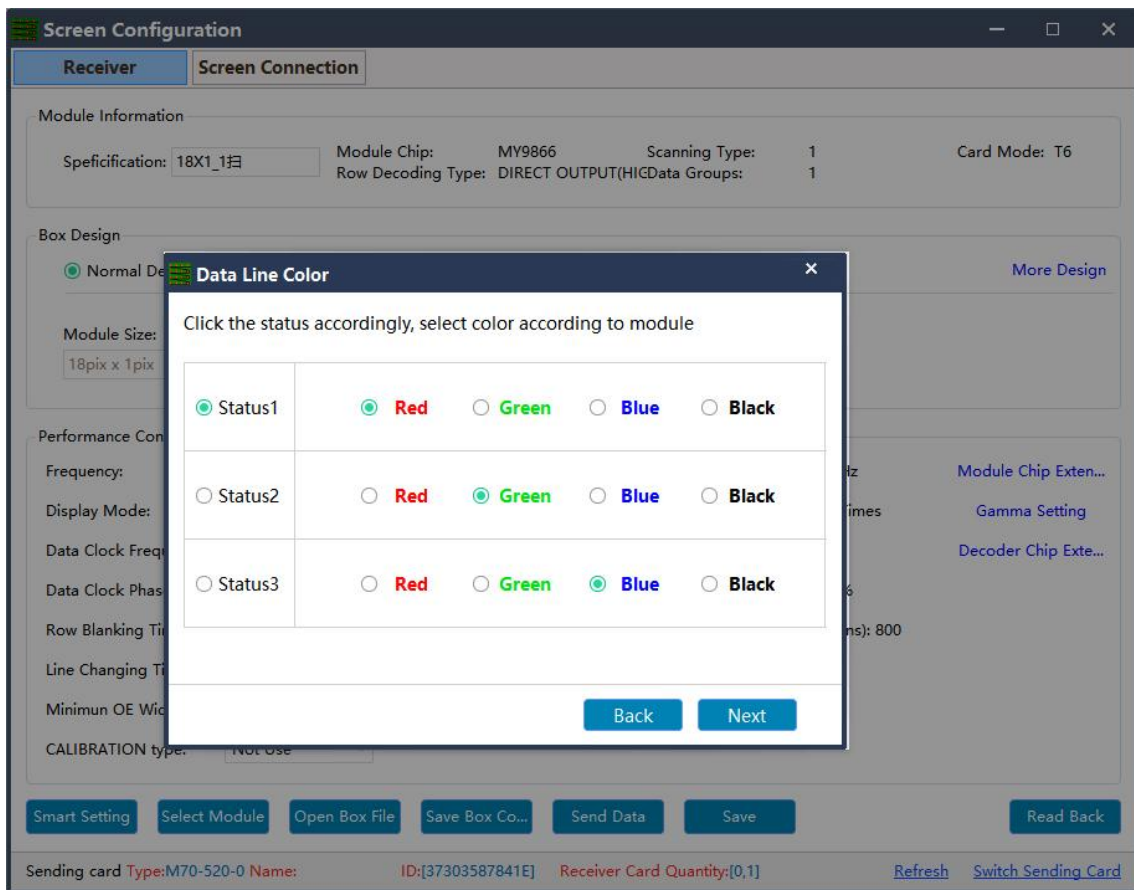 Screen Configuration
Receiver
Screen Connection
Module Information
Speficification: 18X1_1扫
Module Chip: MY9866 Scanning Type: 1 Card Mode: T6
Row Decoding Type: DIRECT OUTPUT(HIGData Groups: 1
Box Design
Normal De
More Design
Module Size:
18pix x 1pix
Data Line Color
Click the status accordingly, select color according to module
Status1 Red Green Blue Black
Status2 Red Green Blue Black
Status3 Red Green Blue Black
Back Next
Performance Con
Frequency: Hz Module Chip Exten...
Display Mode: Times Gamma Setting
Data Clock Frequ Decoder Chip Exte...
Data Clock Phas %
Row Blanking Ti ns): 800
Line Changing Ti
Minimun OE Wid
CALIBRATION type: Not Use
Smart Setting Select Module Open Box File Save Box Co... Send Data Save Read Back
Sending card Type:M70-520-0 Name: ID:[37303587841E] Receiver Card Quantity:[0,1] Refresh Switch Sending Card